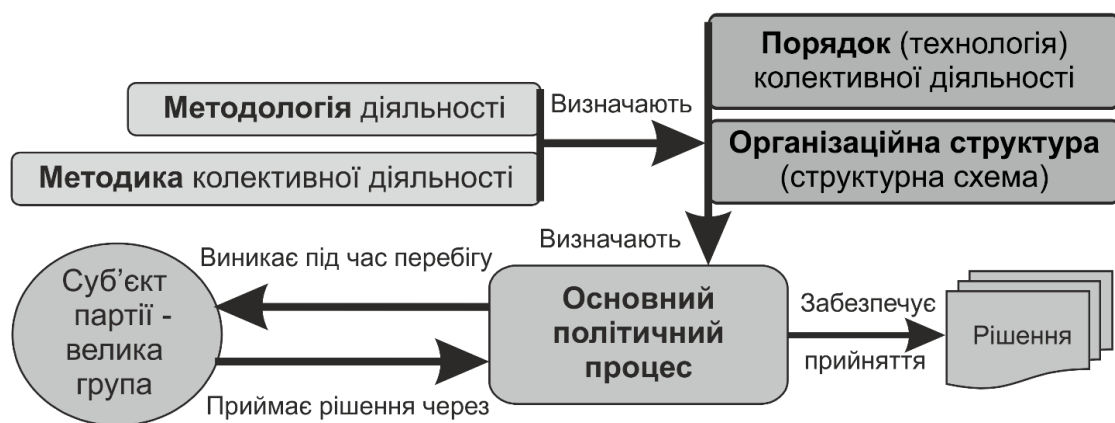 Порядок (технологія)
колективної діяльності
Методологія діяльності
Визначають
Організаційна структура
(структурна схема)
Методика колективної діяльності
Визначають
Виникає під час перебігу
Суб’єкт
партії -
велика
група
Основний
політичний
процес
Забезпечує
прийняття
Рішення
Приймає рішення через